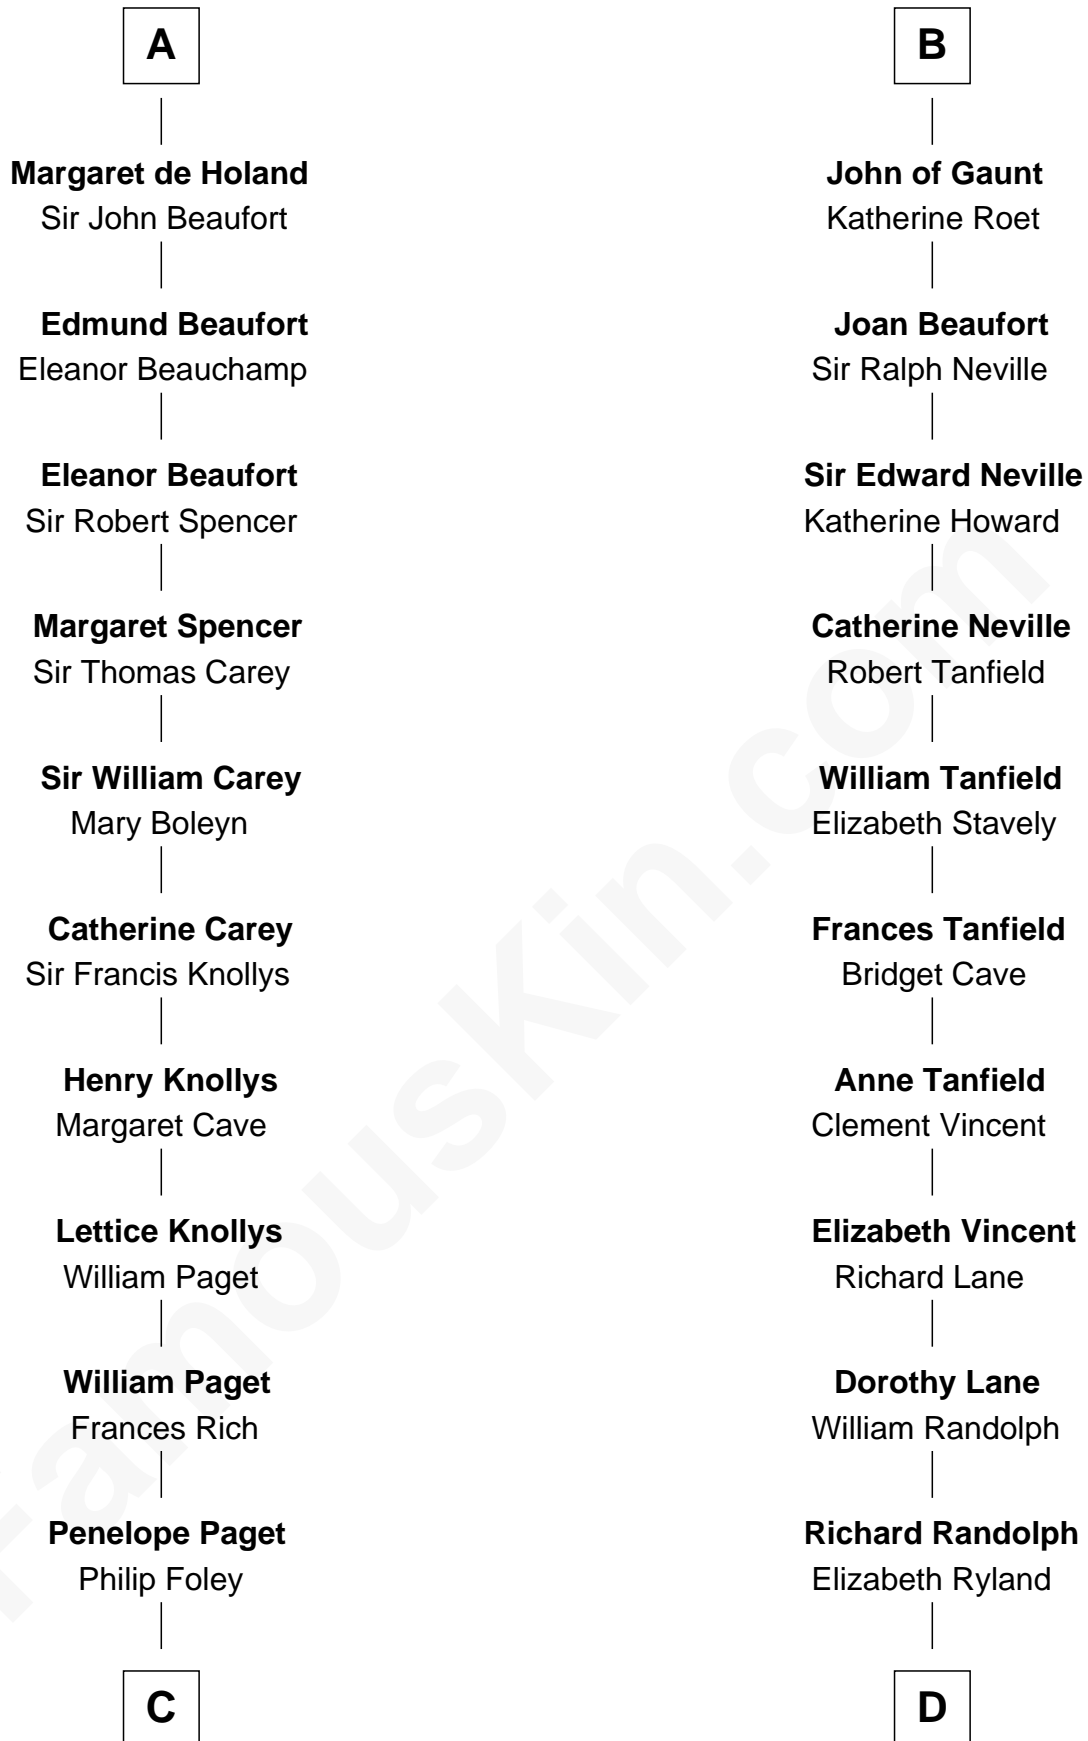 A
Margaret de Holand
Sir John Beaufort
Edmund Beaufort
Eleanor Beauchamp
Eleanor Beaufort
Sir Robert Spencer
Margaret Spencer
Sir Thomas Carey
Sir William Carey
Mary Boleyn
Catherine Carey
Sir Francis Knollys
Henry Knollys
Margaret Cave
Lettice Knollys
William Paget
William Paget
Frances Rich
Penelope Paget
Philip Foley
C
B
John of Gaunt
Katherine Roet
Joan Beaufort
Sir Ralph Neville
Sir Edward Neville
Katherine Howard
Catherine Neville
Robert Tanfield
William Tanfield
Elizabeth Stavely
Frances Tanfield
Bridget Cave
Anne Tanfield
Clement Vincent
Elizabeth Vincent
Richard Lane
Dorothy Lane
William Randolph
Richard Randolph
Elizabeth Ryland
D
FamousKin.com